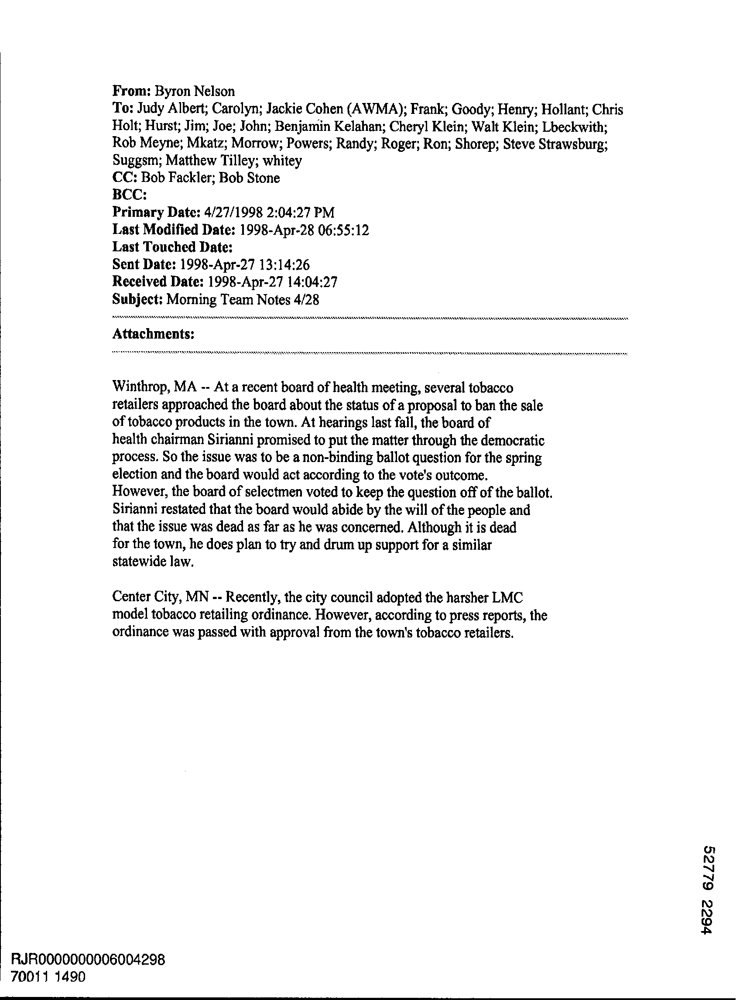 From: Byron Nelson
To: Judy Albert; Carolyn; Jackie Cohen (AWMA); Frank; Goody; Henry; Hollant; Chris
Holt; Hurst; Jim; Joe; John; Benjamin Kelahan; Cheryl Klein; Walt Klein; Lbeckwith;
Rob Meyne; Mkatz; Morrow; Powers; Randy; Roger; Ron; Shorep; Steve Strawsburg;
Suggsm; Matthew Tilley; whitey
CC: Bob Fackler; Bob Stone
BCC:
Primary Date: 4/27/1998 2:04:27 PM
Last Modified Date: 1998-Apr-28 06:55:12
Last Touched Date:
Sent Date: 1998-Apr-27 13:14:26
Received Date: 1998-Apr-27 14:04:27
Subject: Morning Team Notes 4/28
Attachments:
Winthrop, MA -- At a recent board of health meeting, several tobacco
retailers approached the board about the status of a proposal to ban the sale
of tobacco products in the town. At hearings last fall, the board of
health chairman Sirianni promised to put the matter through the democratic
process. So the issue was to be a non-binding ballot question for the spring
election and the board would act according to the vote's outcome.
However, the board of selectmen voted to keep the question off of the ballot.
Sirianni restated that the board would abide by the will of the people and
that the issue was dead as far as he was concerned. Although it is dead
for the town, he does plan to try and drum up support for a similar
statewide law.
Center City, MN -- Recently, the city council adopted the harsher LMC
model tobacco retailing ordinance. However, according to press reports, the
ordinance was passed with approval from the town's tobacco retailers.
52779 2294
RJR0000000006004298
70011 1490